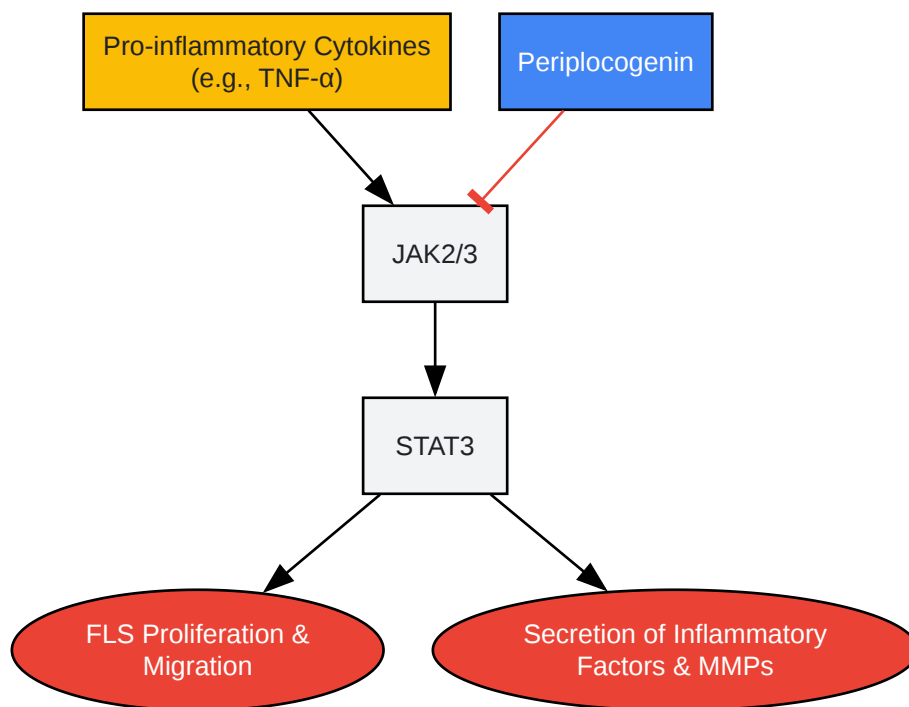 Pro-inflammatory Cytokines
(e.g., TNF-α)
Periplocogenin
JAK2/3
STAT3
FLS Proliferation &
Migration
Secretion of Inflammatory
Factors & MMPs